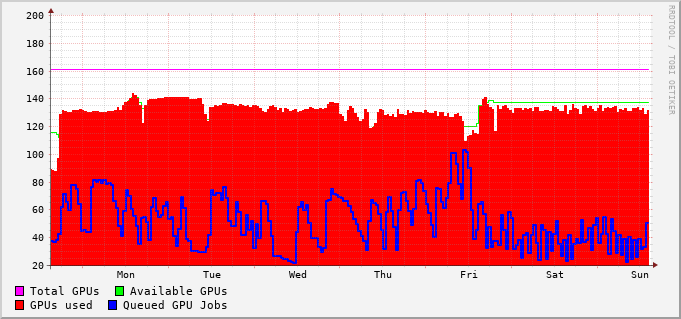 200
180
160
140
120
100
80
60
40
20
Mon Tue Wed Thu Fri Sat Sun
Total GPUs Available GPUs
GPUs used Queued GPU Jobs
RRDTOOL / TOBI OETIKER